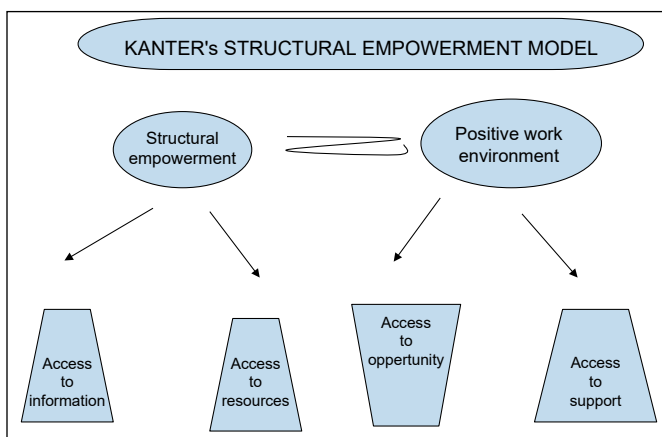 KANTER's STRUCTURAL EMPOWERMENT MODEL
Structural
empowerment
Positive work
environment
Access
to
information
Access
to
resources
Access
to
oppertunity
Access
to
support